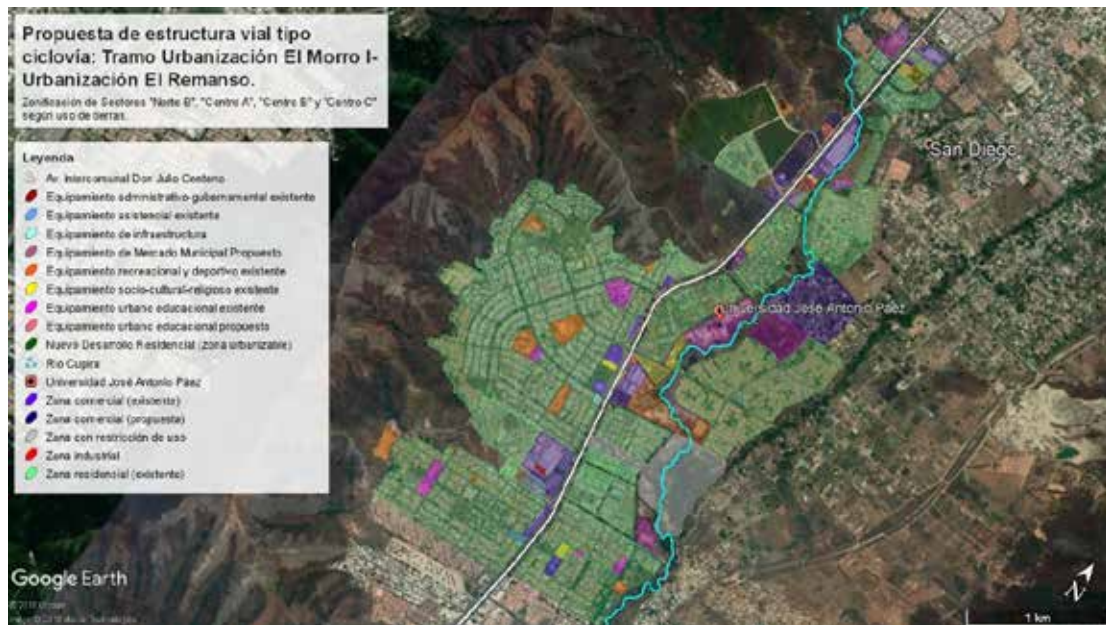 Propuesta de estructura vial tipo
ciclovía: Tramo Urbanización El Morro I-
Urbanización El Remanso.
Zonificación de Sectores "Norte B", "Centro A", "Centro B" y "Centro C"
según uso de tierras.
Leyenda
Av. Intercomunal Don Julio Centeno
Equipamiento administrativo-gubernamental existente
Equipamiento asistencial existente
Equipamiento de infraestructura
Equipamiento de Mercado Municipal Propuesto
Equipamiento recreacional y deportivo existente
Equipamiento socio-cultural-religioso existente
Equipamiento urbano educacional existente
Equipamiento urbano educacional propuesto
Nuevo Desarrollo Residencial (zona urbanizable)
Río Cupira
Universidad José Antonio Páez
Zona comercial (existente)
Zona comercial (propuesta)
Zona con restricción de uso
Zona industrial
Zona residencial (existente)
San Diego
Universidad José Antonio Páez
Google Earth
N
1 km